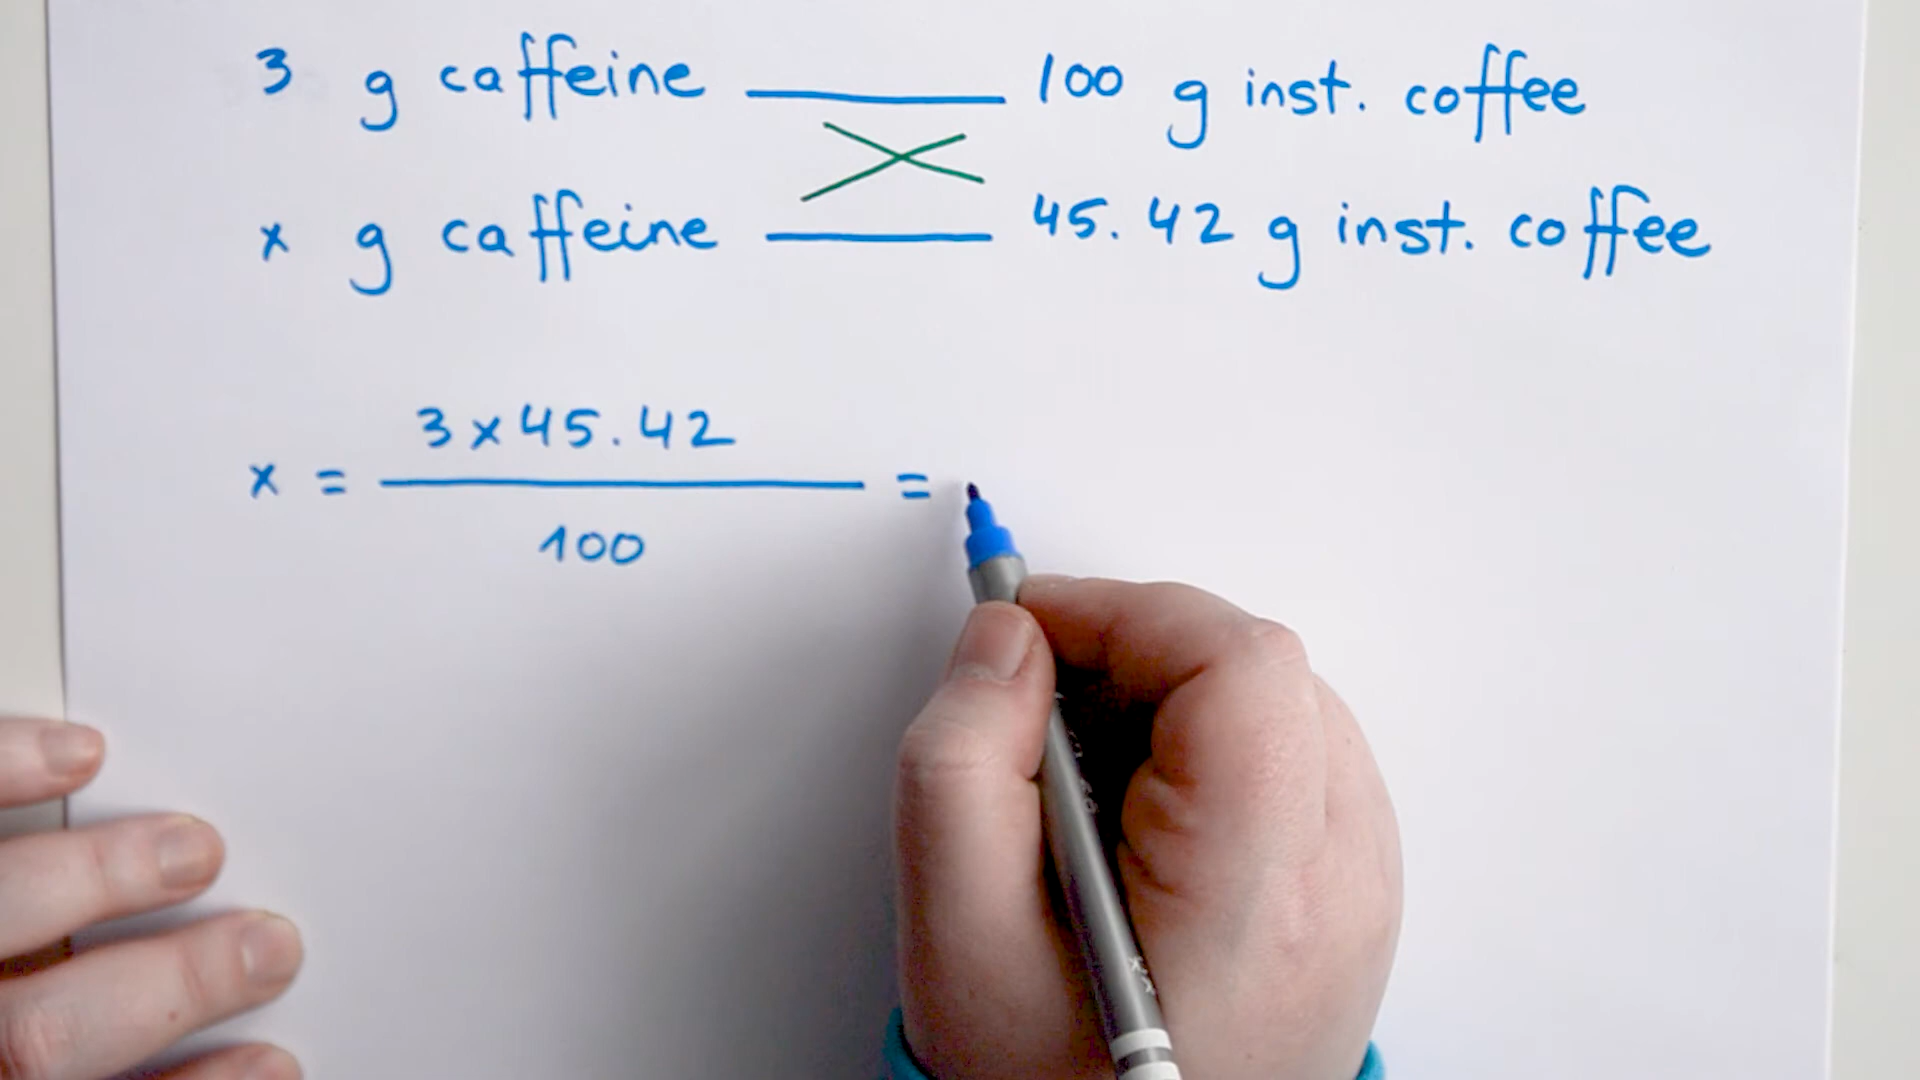 3 g caffeine 100 g inst. coffee
x g caffeine 45.42 g inst. coffee
3 x 45.42
x = =
100